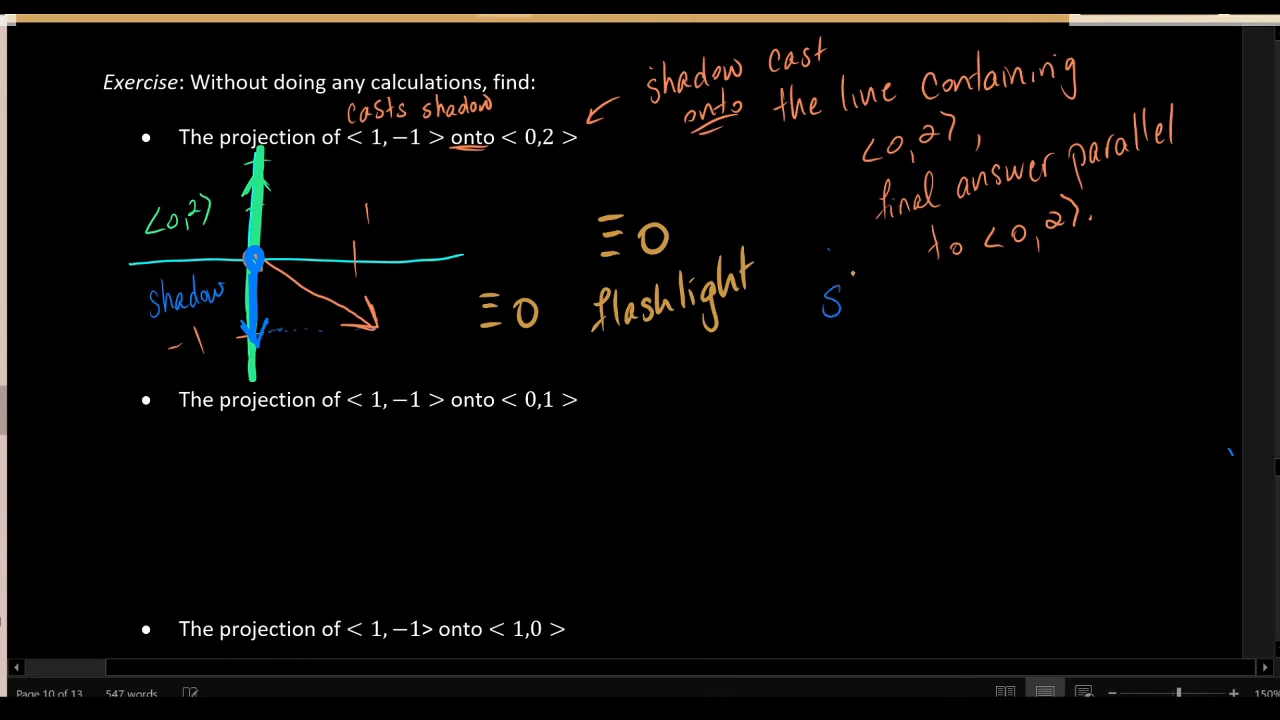 Exercise: Without doing any calculations, find:
casts shadow
• The projection of < 1, −1 > onto < 0,2 >
shadow cast
onto the line containing
<0,2>,
final answer parallel
to <0,2>.
<0,2>
1
shadow
-1
flashlight
S
• The projection of < 1, −1 > onto < 0,1 >
• The projection of < 1, −1> onto < 1,0 >
Page 10 of 13 547 words 150%